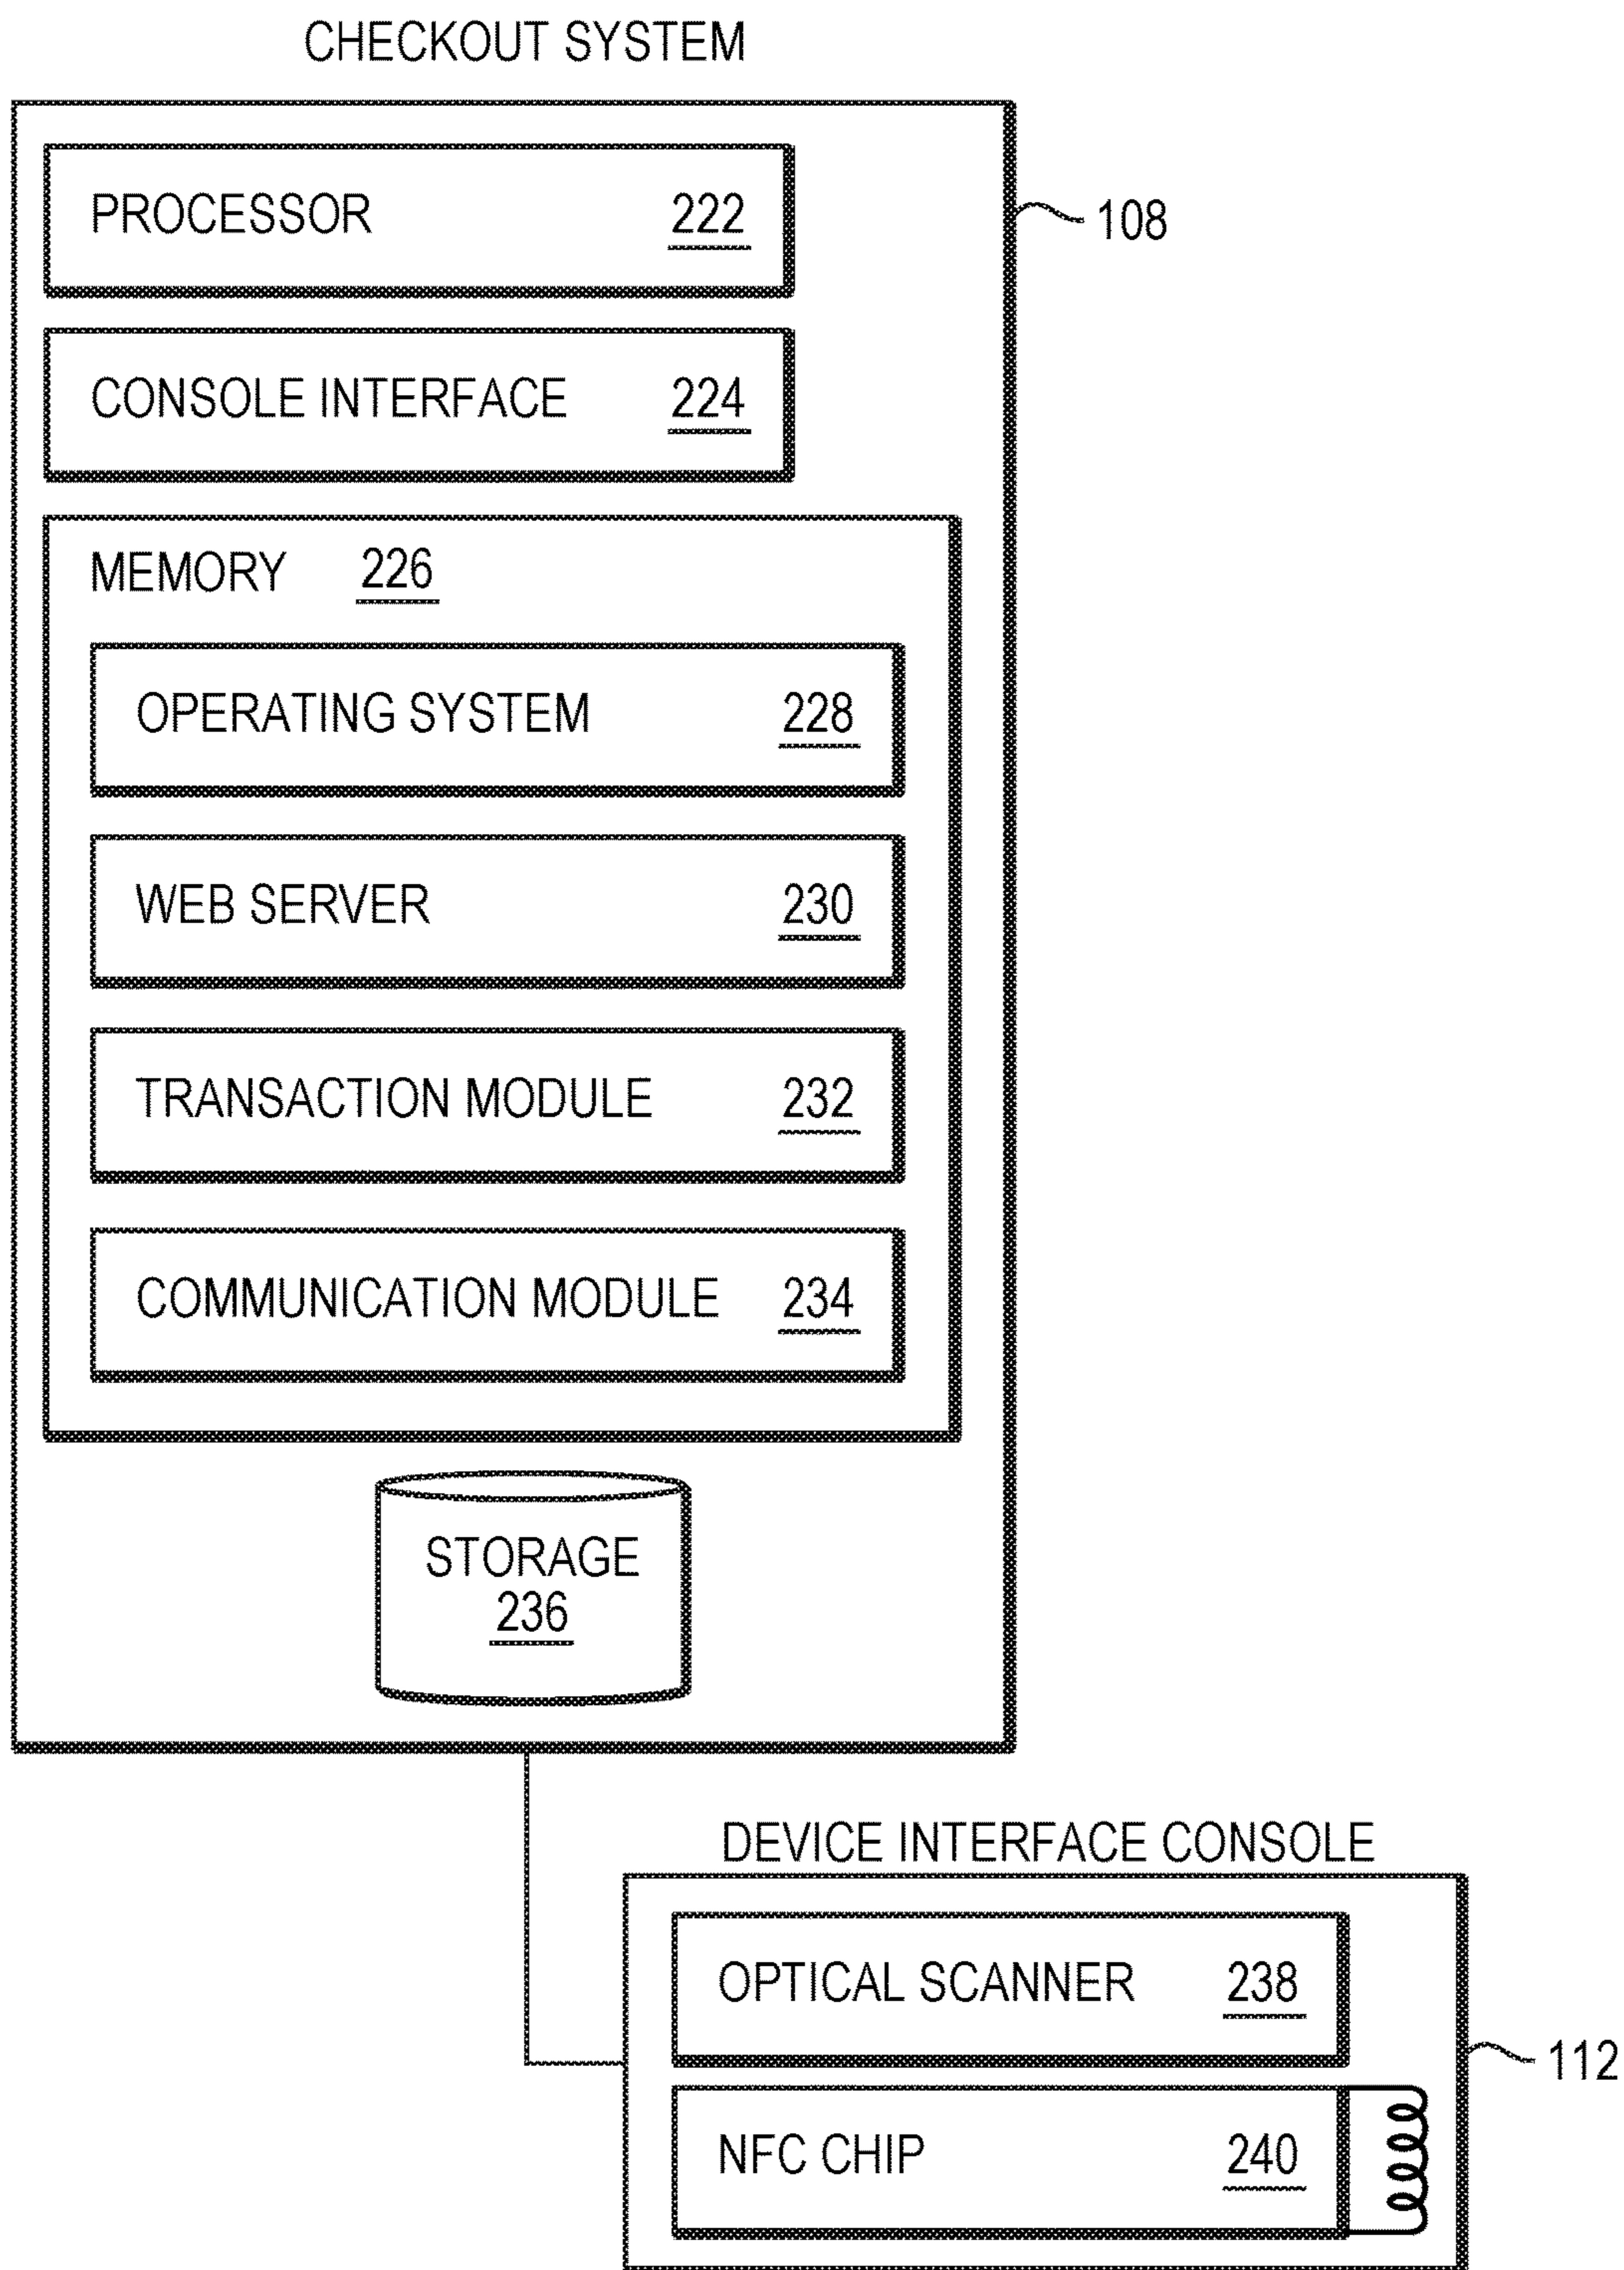 CHECKOUT SYSTEM
PROCESSOR 222
108
CONSOLE INTERFACE 224
MEMORY 226
OPERATING SYSTEM 228
WEB SERVER 230
TRANSACTION MODULE 232
COMMUNICATION MODULE 234
STORAGE
236
DEVICE INTERFACE CONSOLE
OPTICAL SCANNER 238
112
NFC CHIP 240